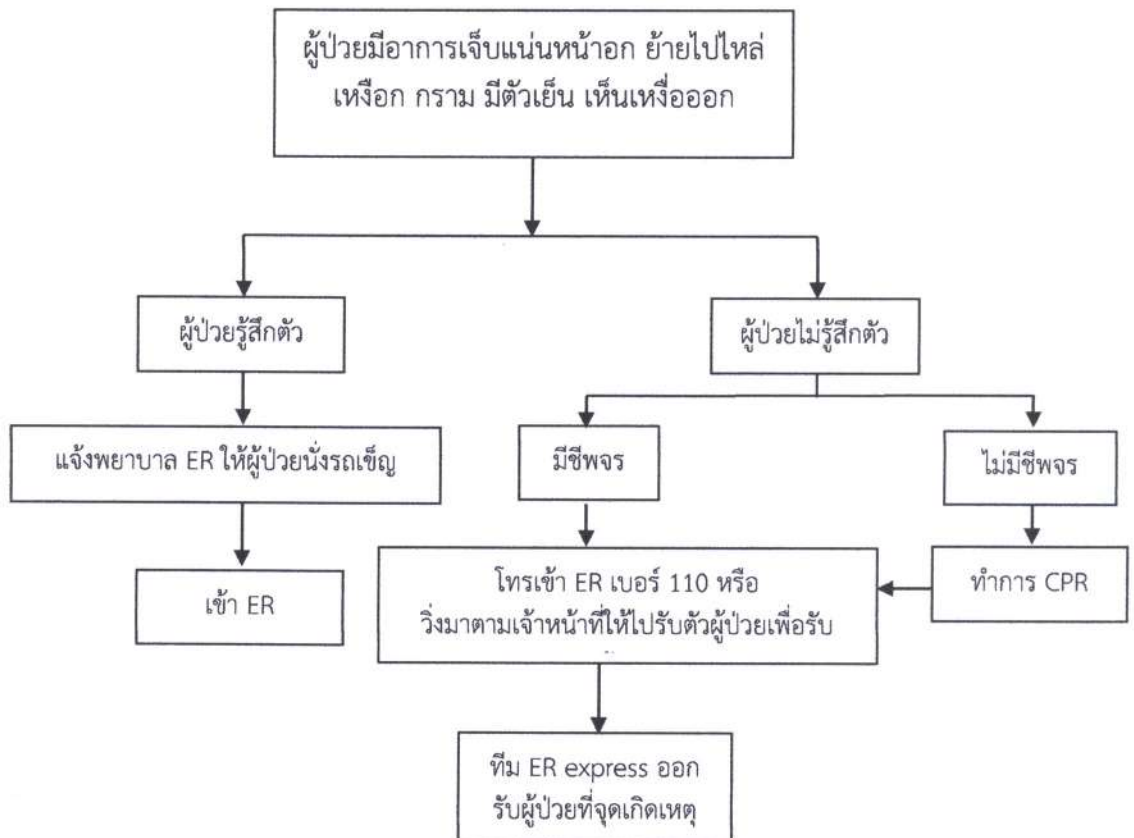 ผู้ป่วยมีอาการเจ็บแน่นหน้าอก ย้ายไปไหล่
เหงือก กราม มีตัวเย็น เห็นเหงื่อออก
ผู้ป่วยรู้สึกตัว
ผู้ป่วยไม่รู้สึกตัว
แจ้งพยาบาล ER ให้ผู้ป่วยนั่งรถเข็ญ
มีชีพจร
ไม่มีชีพจร
เข้า ER
โทรเข้า ER เบอร์ 110 หรือ
วิ่งมาตามเจ้าหน้าที่ให้ไปรับตัวผู้ป่วยเพื่อรับ
ทำการ CPR
ทีม ER express ออก
รับผู้ป่วยที่จุดเกิดเหตุ